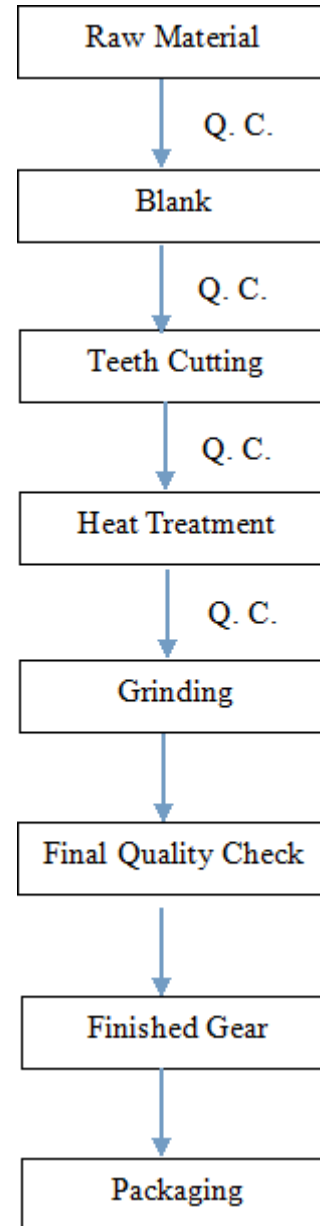 Raw Material
Q. C.
Blank
Q. C.
Teeth Cutting
Q. C.
Heat Treatment
Q. C.
Grinding
Final Quality Check
Finished Gear
Packaging